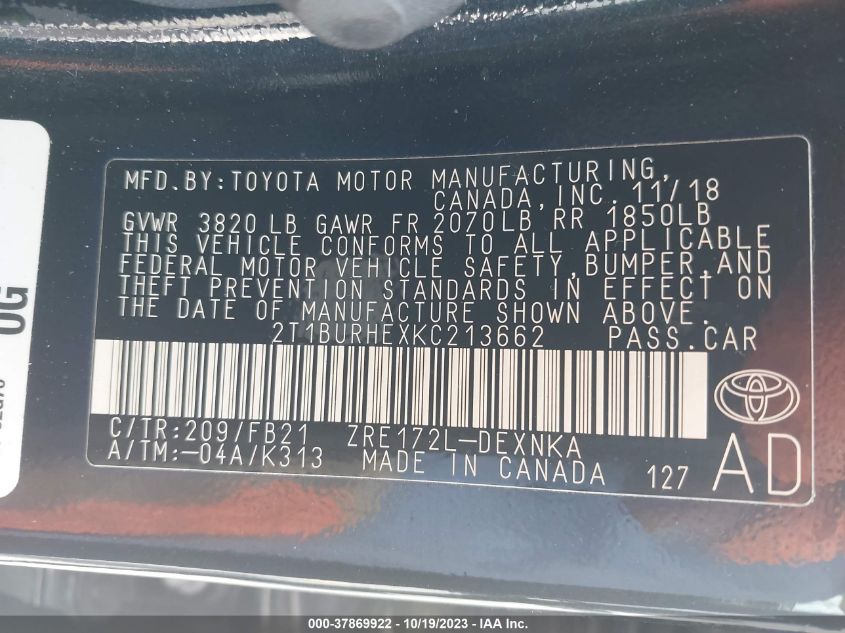 MFD.BY:TOYOTA MOTOR MANUFACTURING,
CANADA,INC. 11/18
GVWR 3820 LB GAWR FR 2070LB RR 1850LB
THIS VEHICLE CONFORMS TO ALL APPLICABLE
FEDERAL MOTOR VEHICLE SAFETY,BUMPER,AND
THEFT PREVENTION STANDARDS IN EFFECT ON
THE DATE OF MANUFACTURE SHOWN ABOVE.
2T1BURHEXKC213662 PASS.CAR
C/TR:209/FB21 ZRE172L-DEXNKA
A/TM:-04A/K313 MADE IN CANADA 127
AD
000-37869922 - 10/19/2023 - IAA Inc.